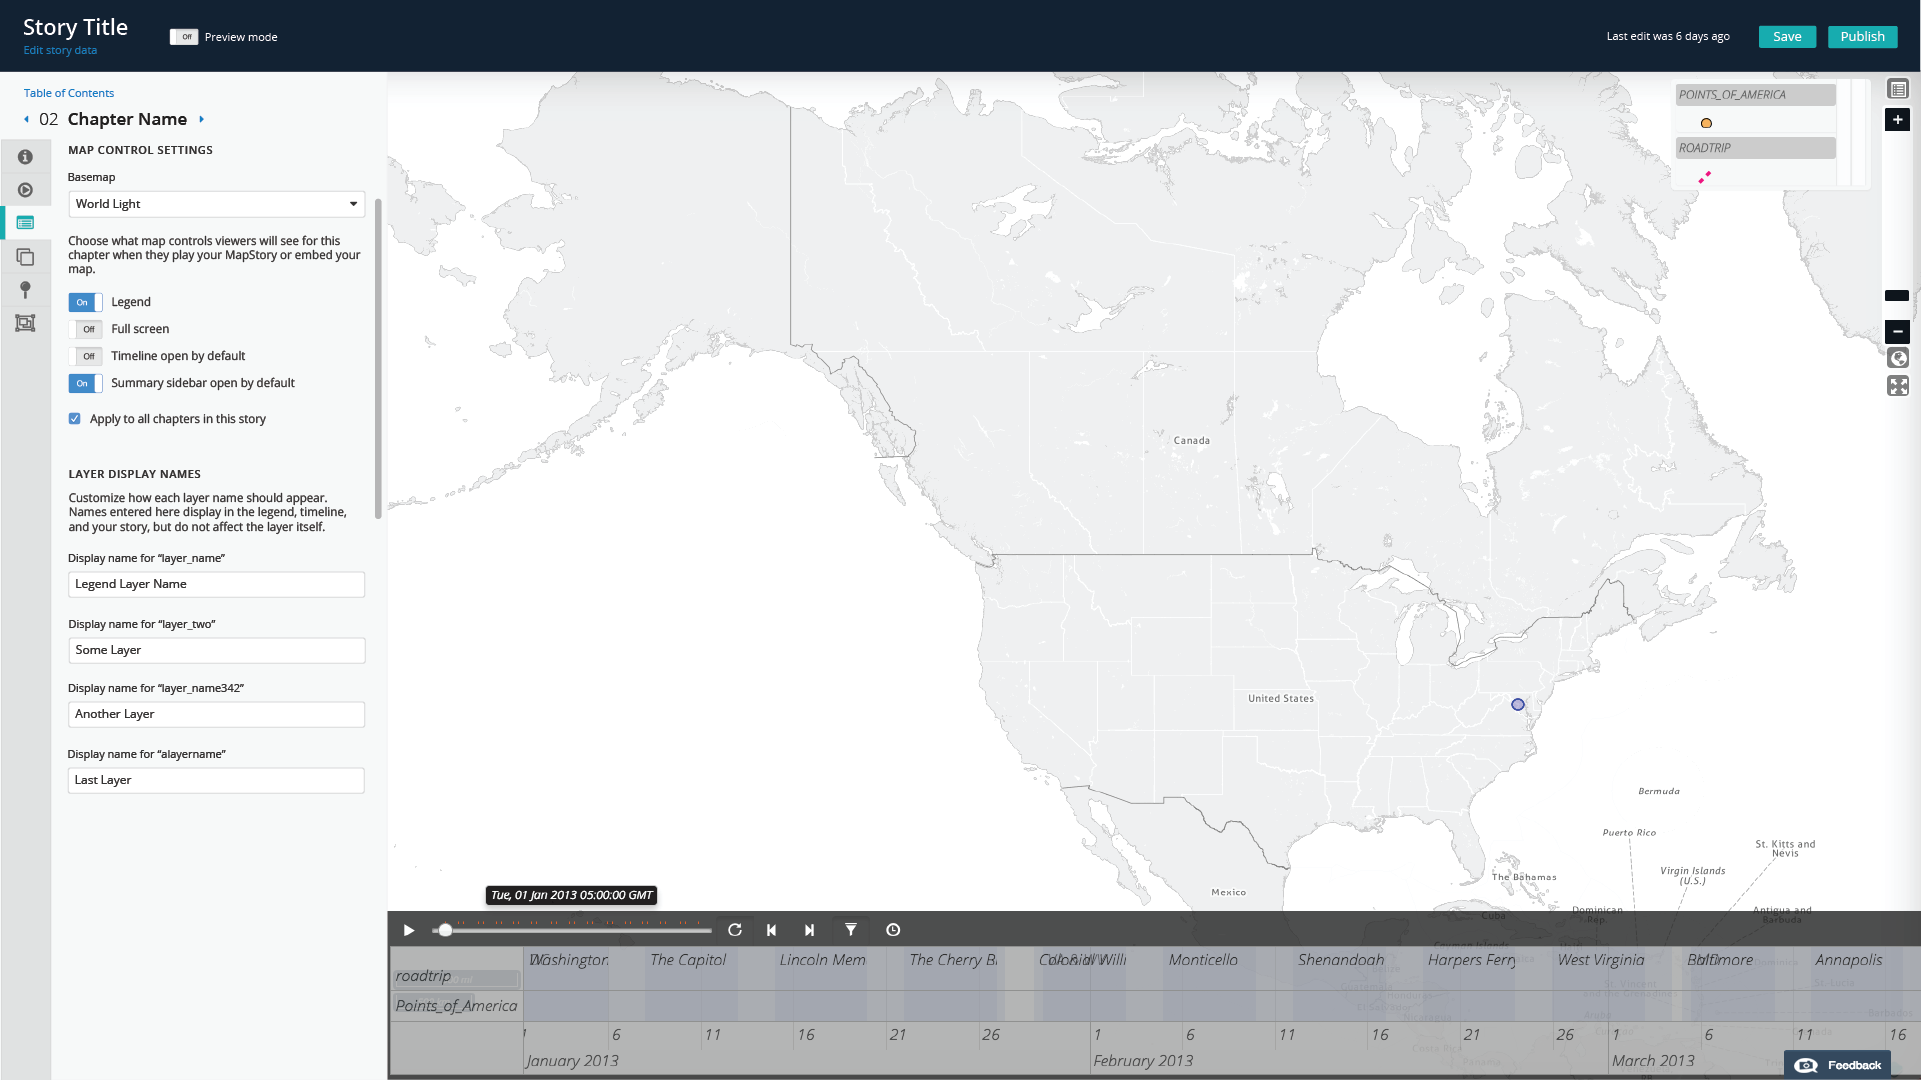 Story Title
Edit story data
Off Preview mode
Last edit was 6 days ago
Save
Publish
Table of Contents
02 Chapter Name
MAP CONTROL SETTINGS
Basemap
World Light
Choose what map controls viewers will see for this
chapter when they play your MapStory or embed your
map.
On Legend
Off Full screen
Off Timeline open by default
On Summary sidebar open by default
Apply to all chapters in this story
LAYER DISPLAY NAMES
Customize how each layer name should appear.
Names entered here display in the legend, timeline,
and your story, but do not affect the layer itself.
Display name for “layer_name”
Legend Layer Name
Display name for “layer_two”
Some Layer
Display name for “layer_name342”
Another Layer
Display name for “alayername”
Last Layer
POINTS_OF_AMERICA
ROADTRIP
+
−
Canada
United States
Bermuda
Puerto Rico
St. Kitts and
Nevis
Virgin Islands
(U.S.)
The Bahamas
Mexico
Cuba
Dominican
Rep.
Antigua and
Barbuda
Cayman Islands
Tue, 01 Jan 2013 05:00:00 GMT
roadtrip
Washington
The Capitol
Lincoln Mem
The Cherry Bl
Colonial Willi
Monticello
Shenandoah
Harpers Ferry
West Virginia
Baltimore
Annapolis
Points_of_America
1 6 11 16 21 26 1 6 11 16 21 26 1 6 11 16
January 2013
February 2013
March 2013
Feedback